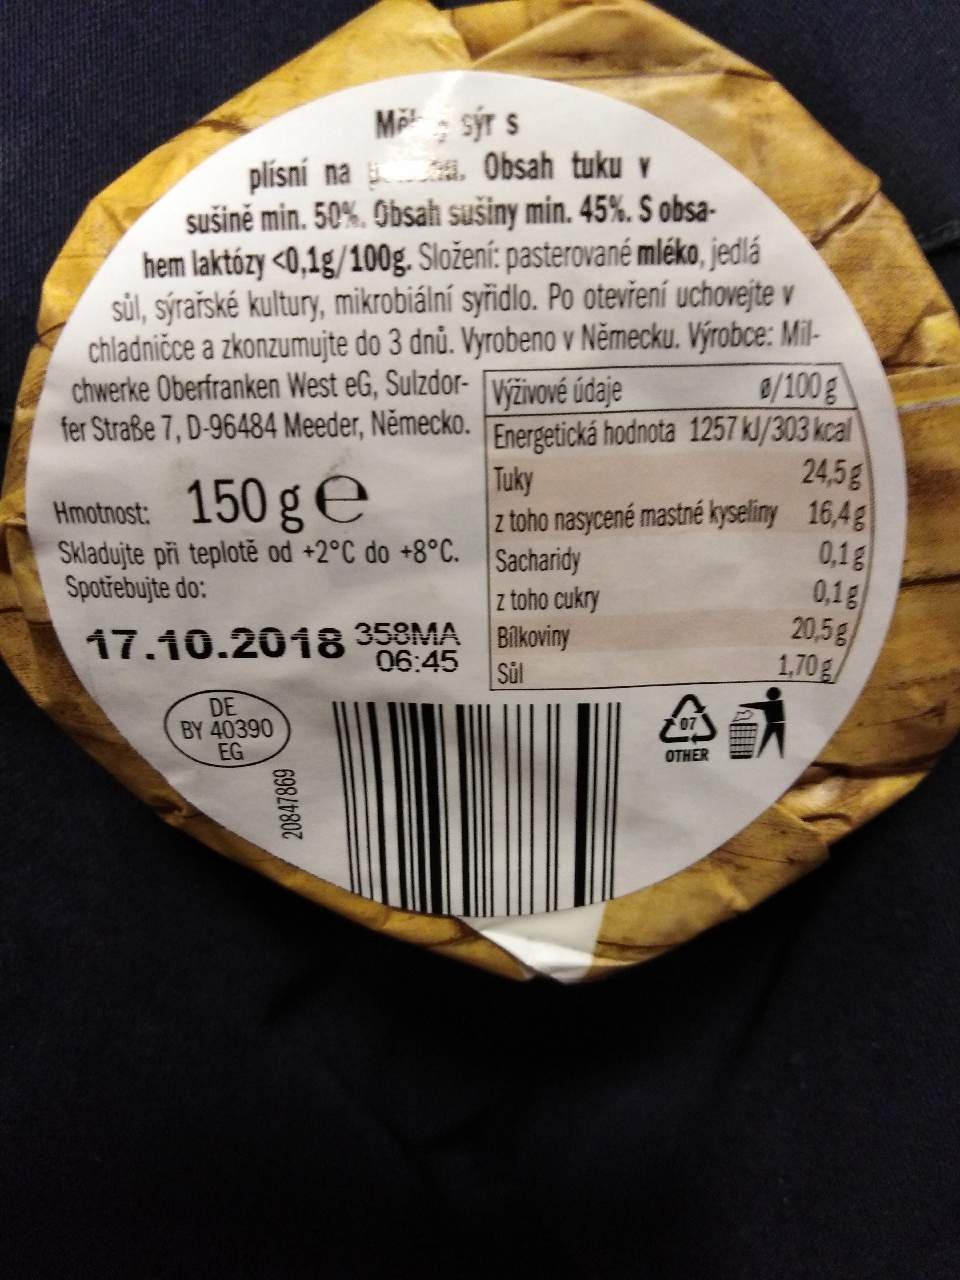 sýr s
plísní na Obsah tuku v
sušině min. 50%. Obsah sušiny min. 45%. S obsa-
hem laktózy <0,1g/100g. Složení: pasterované mléko, jedlá
sůl, sýrařské kultury, mikrobiální syřidlo. Po otevření uchovejte v
chladničce a zkonzumujte do 3 dnů. Vyrobeno v Německu. Výrobce: Mil-
chwerke Oberfranken West eG, Sulzdor-
fer Straße 7, D-96484 Meeder, Německo.
Hmotnost: 150 g e
Skladujte při teplotě od +2°C do +8°C.
Spotřebujte do:
17.10.2018 358MA
06:45
Výživové údaje ø/100 g
Energetická hodnota 1257 kJ/303 kcal
Tuky 24,5 g
z toho nasycené mastné kyseliny 16,4 g
Sacharidy 0,1 g
z toho cukry 0,1 g
Bílkoviny 20,5 g
Sůl 1,70 g
DE
BY 40390
EG
20847869
07
OTHER